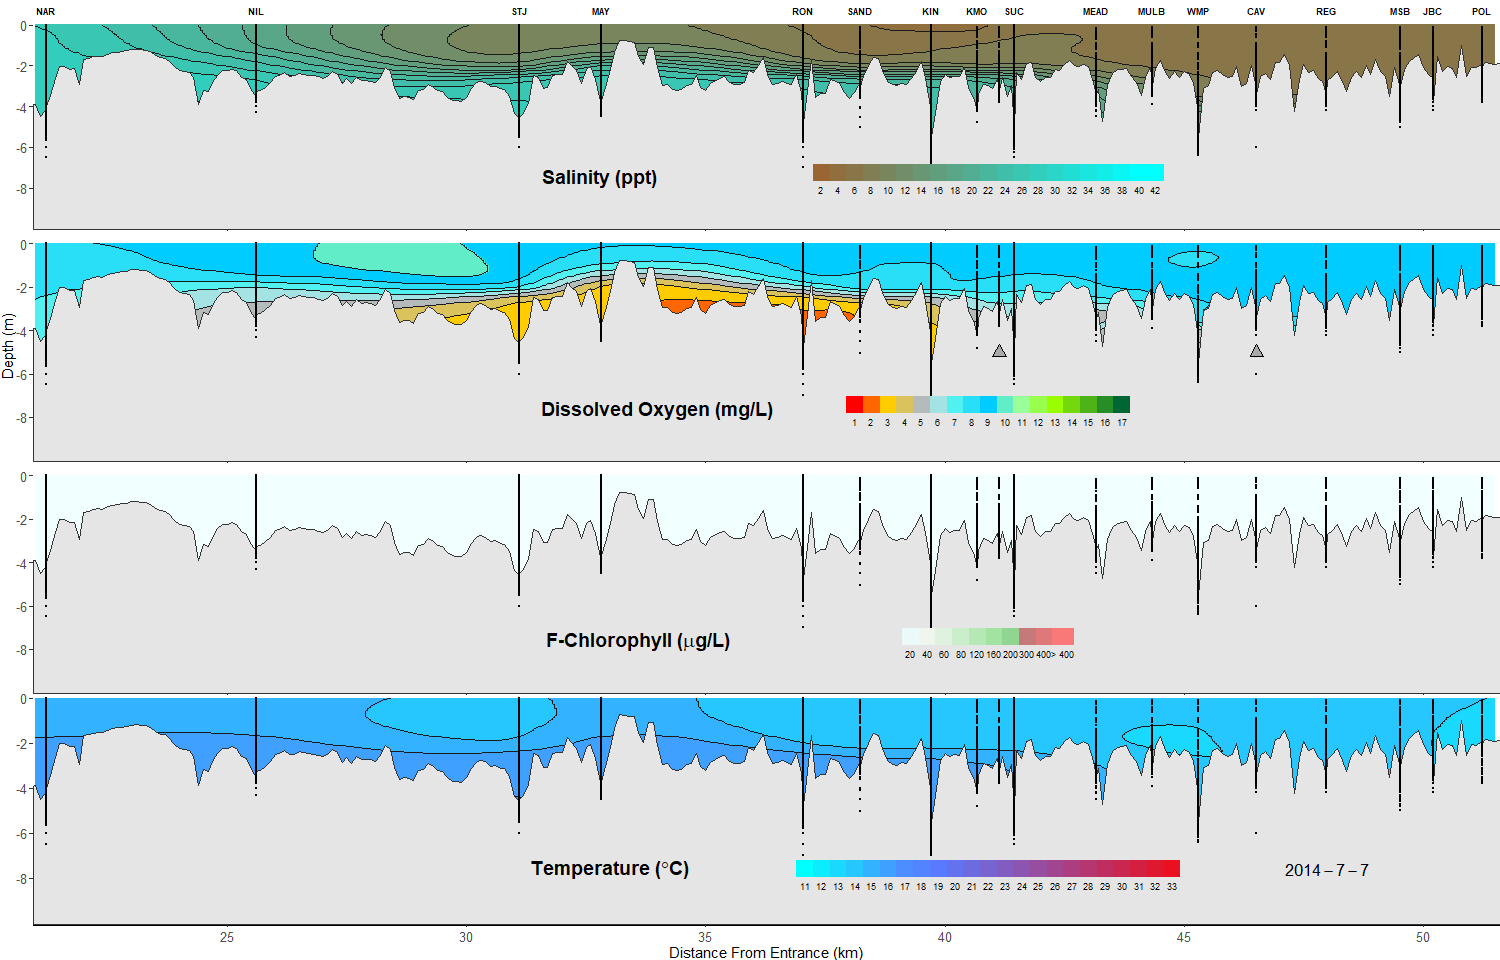 NAR NIL STJ MAY RON SAND KIN KMO SUC MEAD MULB WMP CAV REG MSB JBC POL
0
-2
-4
-6
-8
Salinity (ppt)
2 4 6 8 10 12 14 16 18 20 22 24 26 28 30 32 34 36 38 40 42
0
-2
-4
-6
-8
Depth (m)
Dissolved Oxygen (mg/L)
1 2 3 4 5 6 7 8 9 10 11 12 13 14 15 16 17
0
-2
-4
-6
-8
F-Chlorophyll (µg/L)
20 40 60 80 120 160 200 300 400> 400
0
-2
-4
-6
-8
Temperature (°C)
11 12 13 14 15 16 17 18 19 20 21 22 23 24 25 26 27 28 29 30 31 32 33
2014 – 7 – 7
25 30 35 40 45 50
Distance From Entrance (km)